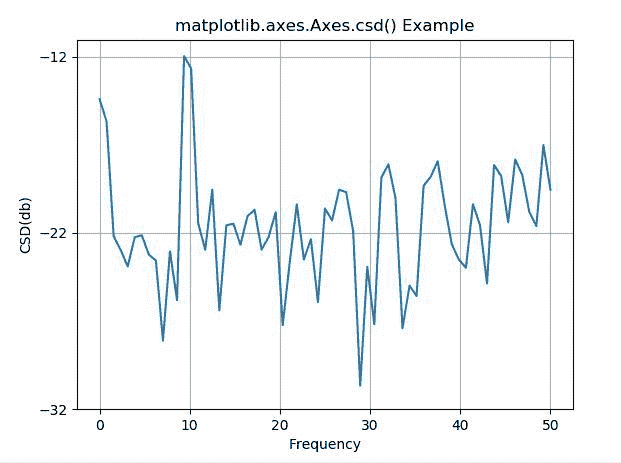 matplotlib.axes.Axes.csd() Example
−12
−22
−32
CSD(db)
0 10 20 30 40 50
Frequency